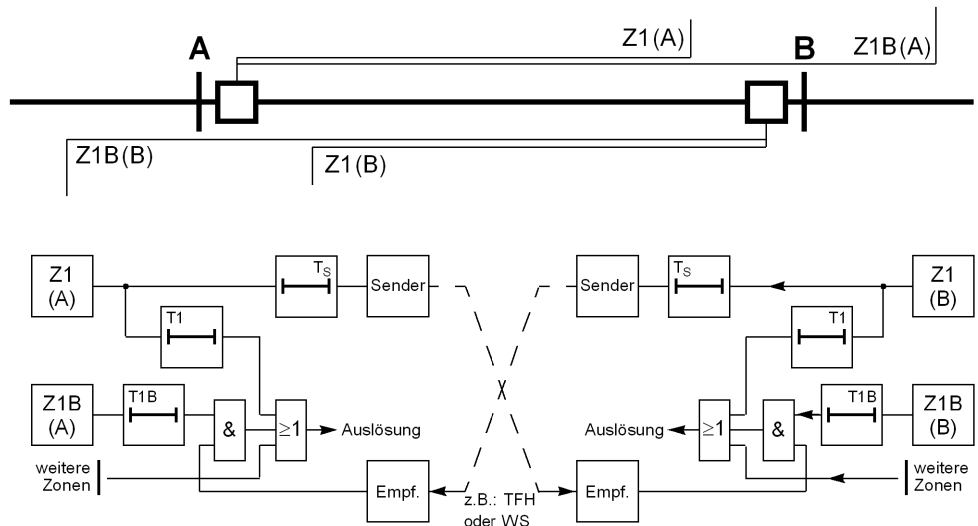 A
Z1(A)
B
Z1B(A)
Z1B(B)
Z1(B)
Z1
(A)
TS
Sender
Sender
TS
Z1
(B)
T1
T1
Z1B
(A)
T1B
&
≥1
Auslösung
Auslösung
≥1
&
T1B
Z1B
(B)
weitere
Zonen
Empf.
z.B.: TFH
oder WS
Empf.
weitere
Zonen